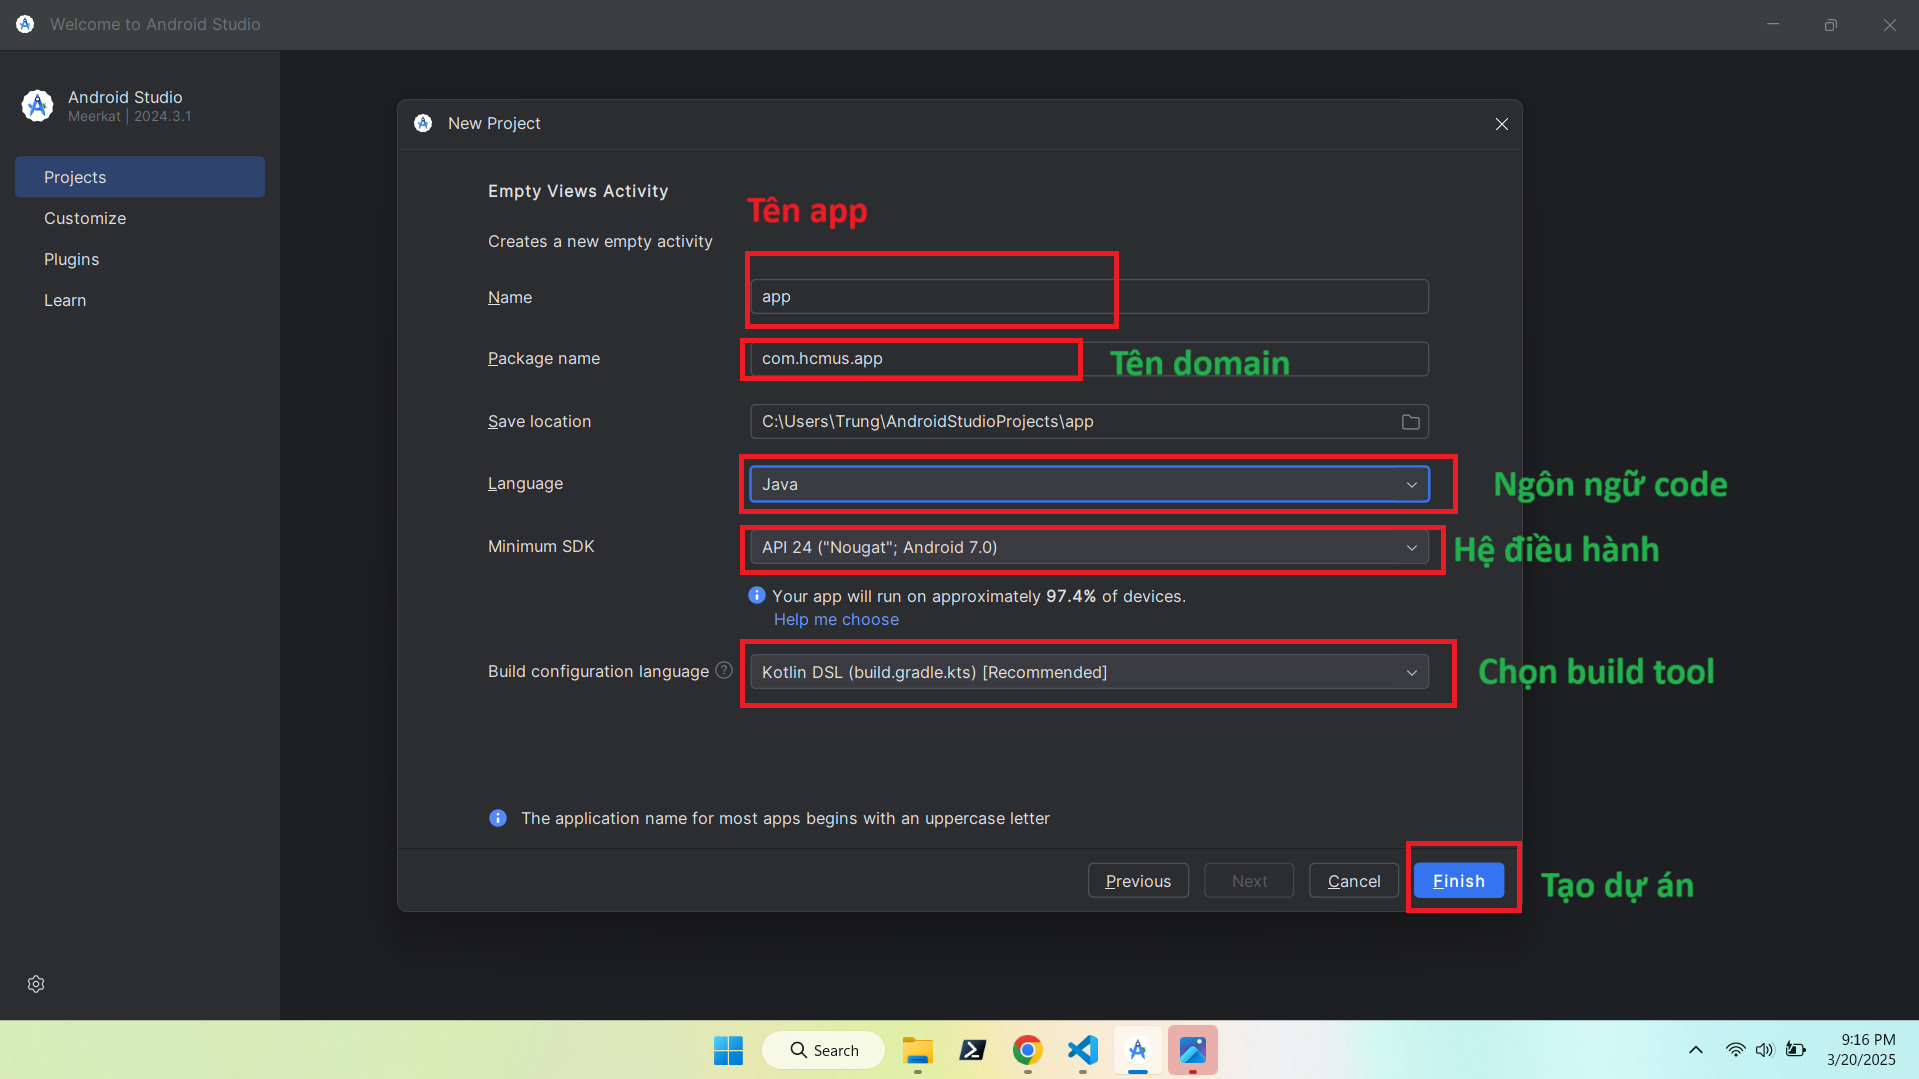 Welcome to Android Studio
Android Studio
Meerkat | 2024.3.1
Projects
Customize
Plugins
Learn
New Project
Empty Views Activity
Tên app
Creates a new empty activity
Name
app
Package name
com.hcmus.app
Tên domain
Save location
C:\Users\Trung\AndroidStudioProjects\app
Language
Java
Ngôn ngữ code
Minimum SDK
API 24 ("Nougat"; Android 7.0)
Hệ điều hành
Your app will run on approximately 97.4% of devices.
Help me choose
Build configuration language
Kotlin DSL (build.gradle.kts) [Recommended]
Chọn build tool
The application name for most apps begins with an uppercase letter
Previous
Next
Cancel
Finish
Tạo dự án
Search
9:16 PM
3/20/2025